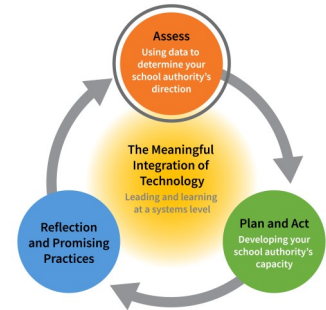 Assess
Using data to
determine your
school authority's
direction
The Meaningful
Integration of
Technology
Leading and learning
at a systems level
Reflection
and Promising
Practices
Plan and Act
Developing your
school authority's
capacity